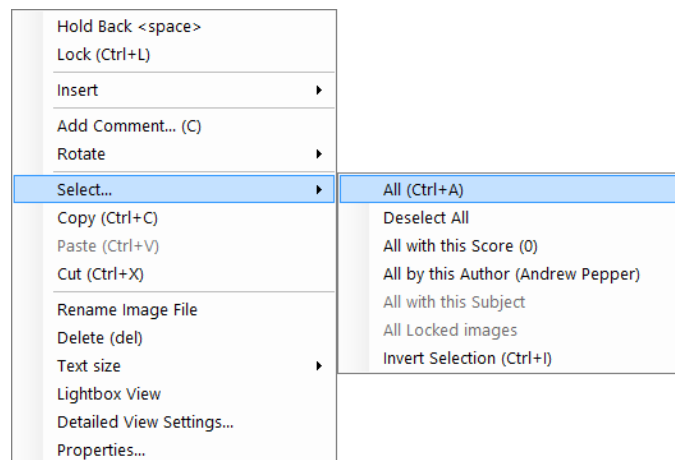 Hold Back <space>
Lock (Ctrl+L)
Insert
Add Comment... (C)
Rotate
Select...
Copy (Ctrl+C)
Paste (Ctrl+V)
Cut (Ctrl+X)
Rename Image File
Delete (del)
Text size
Lightbox View
Detailed View Settings...
Properties...
All (Ctrl+A)
Deselect All
All with this Score (0)
All by this Author (Andrew Pepper)
All with this Subject
All Locked images
Invert Selection (Ctrl+I)